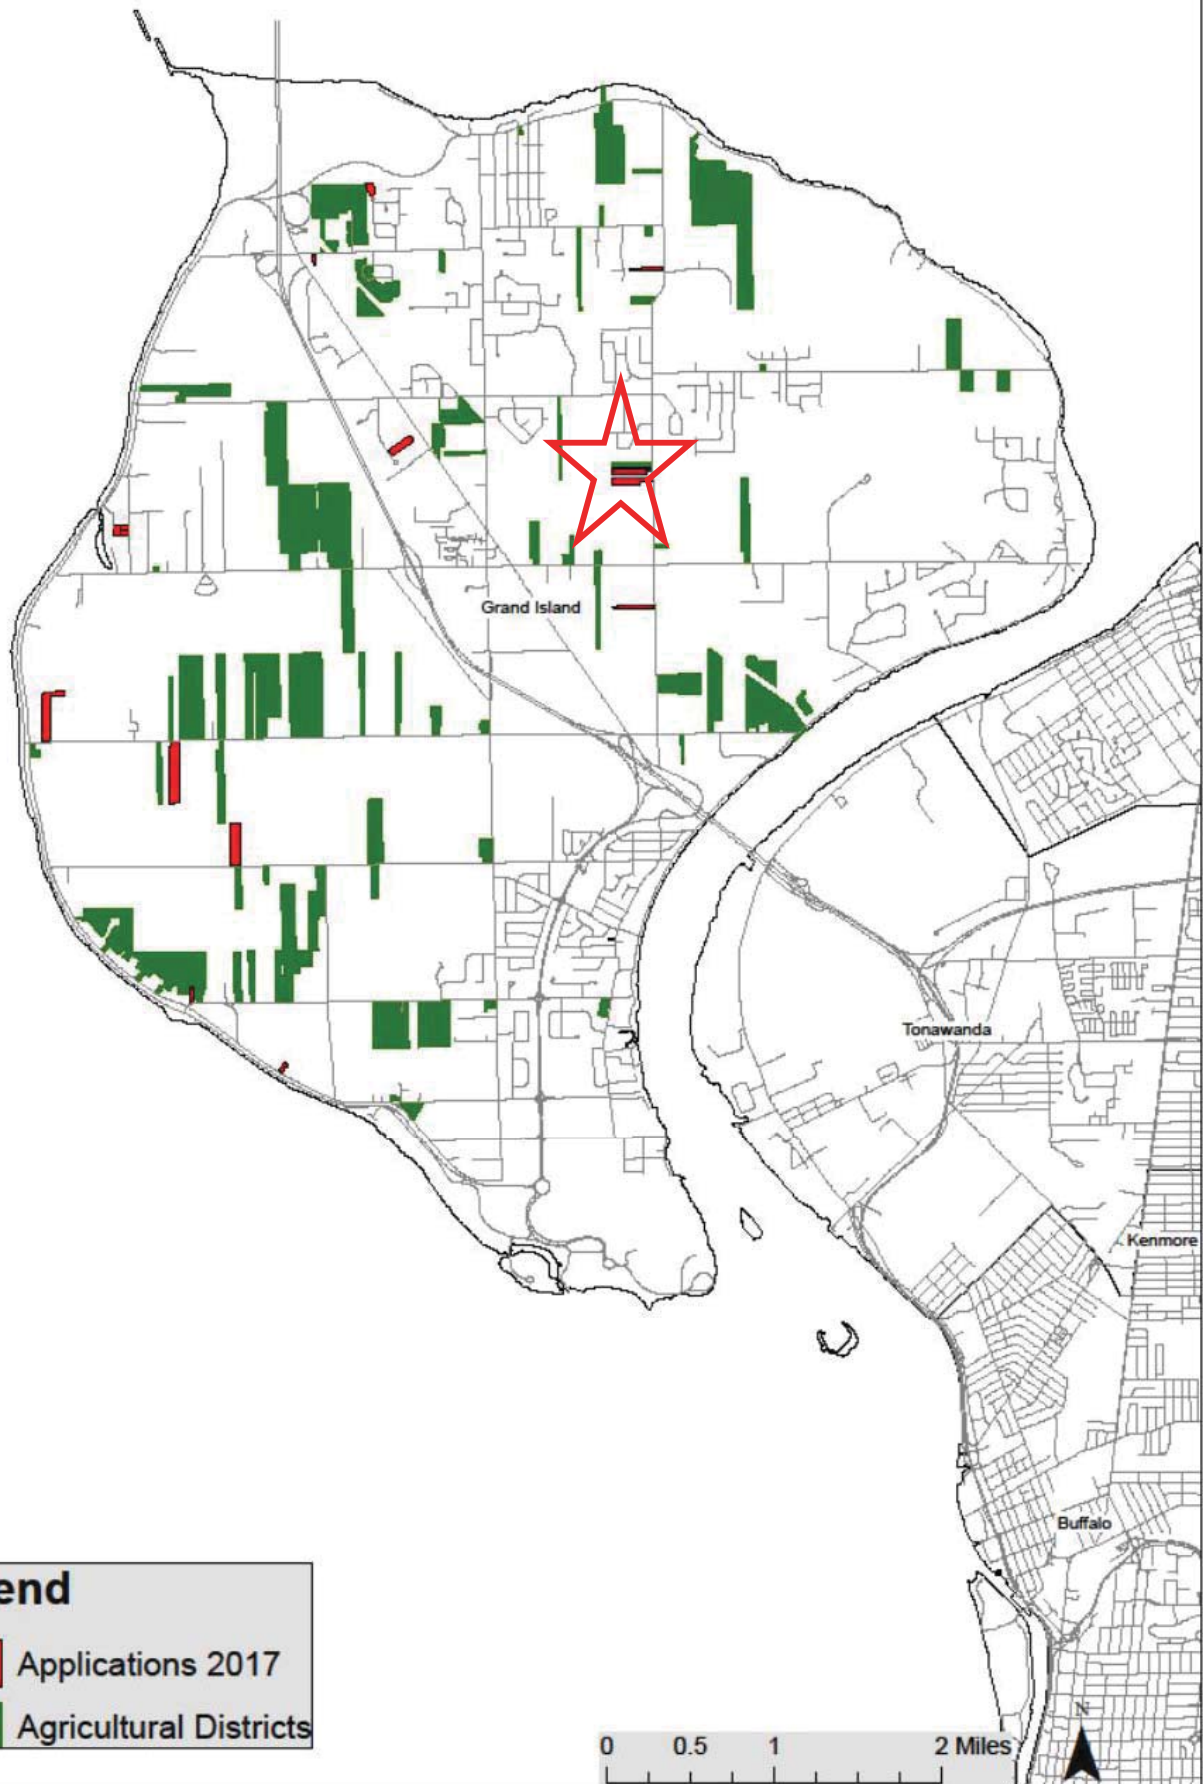 Grand Island
Tonawanda
Kenmore
Buffalo
end
Applications 2017
Agricultural Districts
0 0.5 1 2 Miles
N